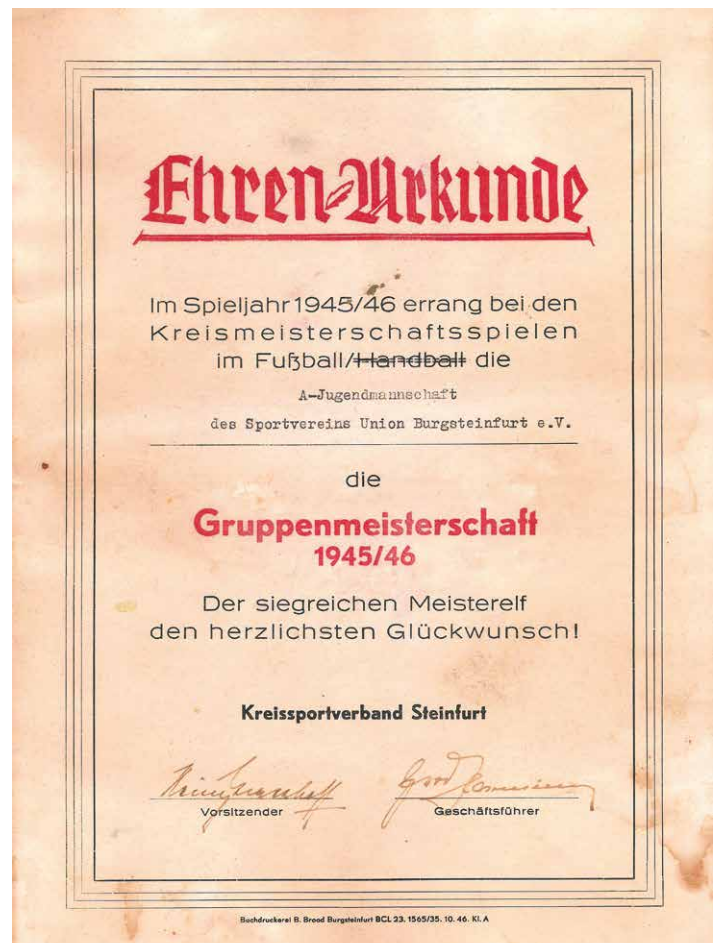 Ehren-Urkunde
Im Spieljahr 1945/46 errang bei den
Kreismeisterschaftsspielen
im Fußball/Handball die
A-Jugendmannschaft
des Sportvereins Union Burgsteinfurt e.V.
die
Gruppenmeisterschaft
1945/46
Der siegreichen Meisterelf
den herzlichsten Glückwunsch!
Kreissportverband Steinfurt
Vorsitzender
Geschäftsführer
Buchdruckerei B. Broad Burgsteinfurt BCL 23. 1565/35. 10. 46. Kl. A